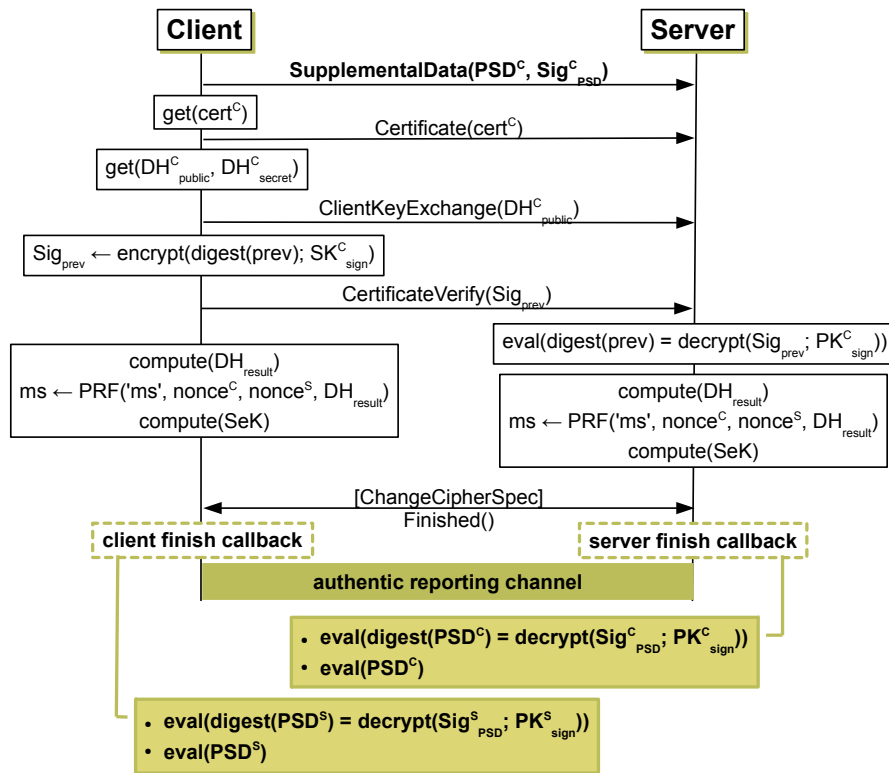 Client
Server
SupplementalData(PSD^C, Sig^C_PSD)
get(cert^C)
Certificate(cert^C)
get(DH^C_public, DH^C_secret)
ClientKeyExchange(DH^C_public)
Sig_prev ← encrypt(digest(prev); SK^C_sign)
CertificateVerify(Sig_prev)
eval(digest(prev) = decrypt(Sig_prev; PK^C_sign))
compute(DH_result)
ms ← PRF('ms', nonce^C, nonce^S, DH_result)
compute(SeK)
compute(DH_result)
ms ← PRF('ms', nonce^C, nonce^S, DH_result)
compute(SeK)
[ChangeCipherSpec]
Finished()
client finish callback
server finish callback
authentic reporting channel
• eval(digest(PSD^C) = decrypt(Sig^C_PSD; PK^C_sign))
• eval(PSD^C)
• eval(digest(PSD^S) = decrypt(Sig^S_PSD; PK^S_sign))
• eval(PSD^S)